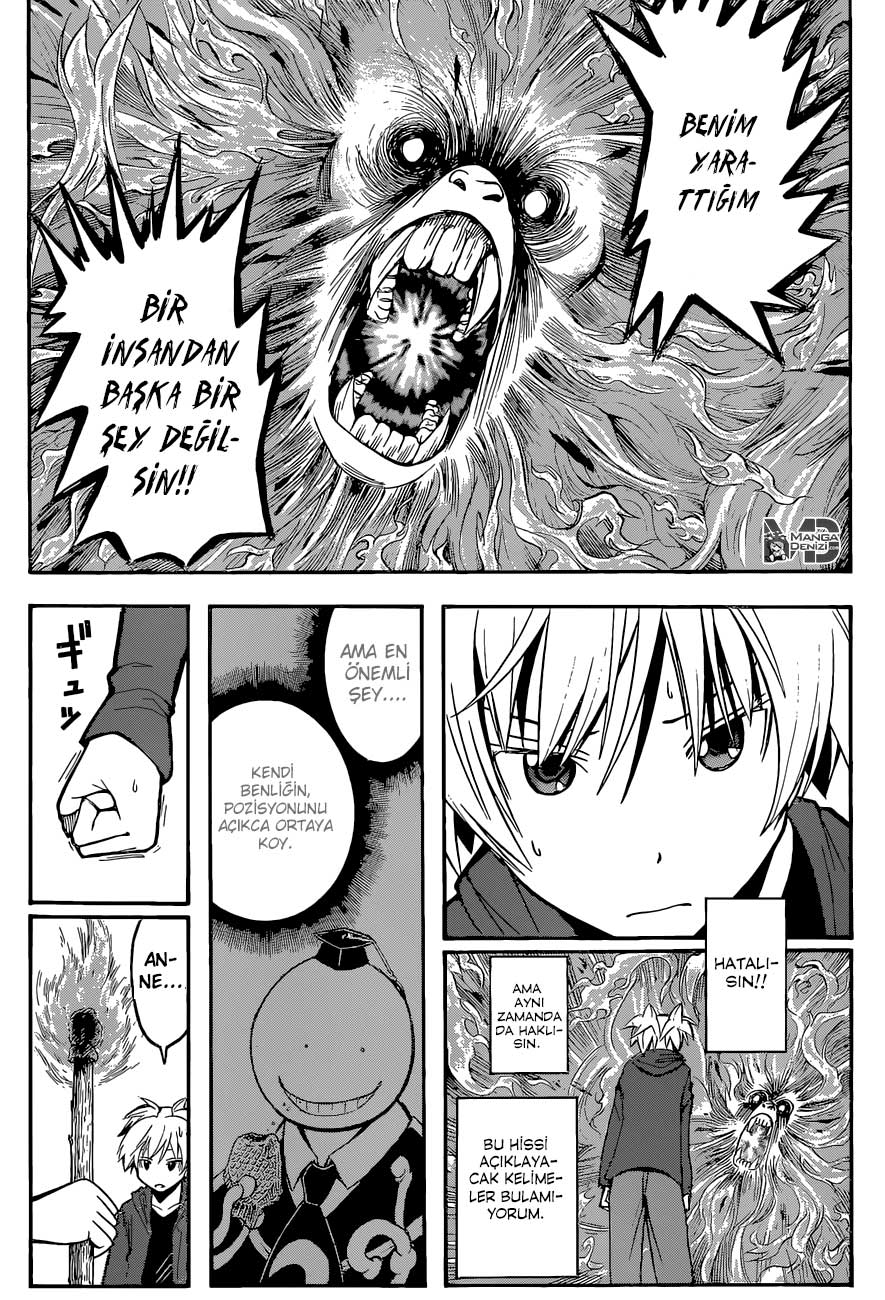 BENİM
YARA-
TTIĞIM
BİR
İNSANDAN
BAŞKA BİR
ŞEY DEĞİL-
SİN!!
MANGA
DENİZİ
HATALI-
SIN!!
AMA
AYNI
ZAMANDA
DA HAKLI-
SIN.
BU HİSSİ
AÇIKLAYA-
CAK KELİME-
LER BULAMI-
YORUM.
AMA EN
ÖNEMLİ
ŞEY....
KENDİ
BENLİĞİN,
POZİSYONUNU
AÇIKCA ORTAYA
KOY.
ギュッ
AN-
NE....